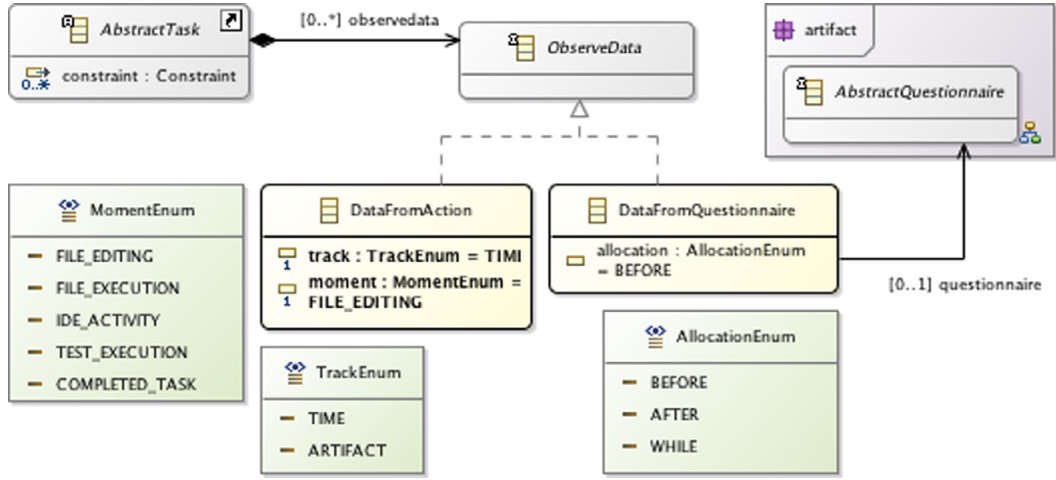 AbstractTask
constraint : Constraint
0..*
[0..*] observedata
ObserveData
artifact
AbstractQuestionnaire
MomentEnum
FILE_EDITING
FILE_EXECUTION
IDE_ACTIVITY
TEST_EXECUTION
COMPLETED_TASK
DataFromAction
track : TrackEnum = TIMI
1
moment : MomentEnum =
FILE_EDITING
1
DataFromQuestionnaire
allocation : AllocationEnum
= BEFORE
[0..1] questionnaire
TrackEnum
TIME
ARTIFACT
AllocationEnum
BEFORE
AFTER
WHILE